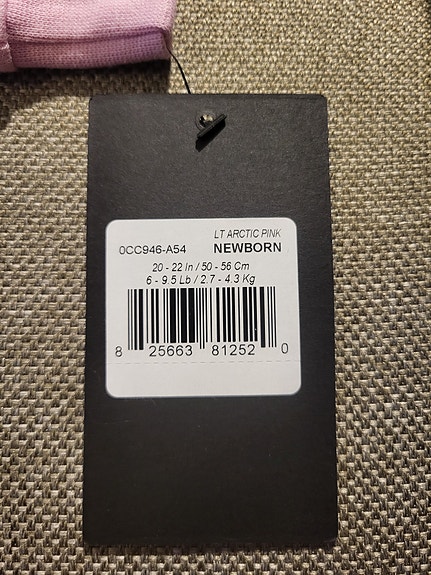 LT ARCTIC PINK
0CC946-A54 NEWBORN
20 - 22 In / 50 - 56 Cm
6 - 9.5 Lb / 2.7 - 4.3 Kg
8 25663 81252 0